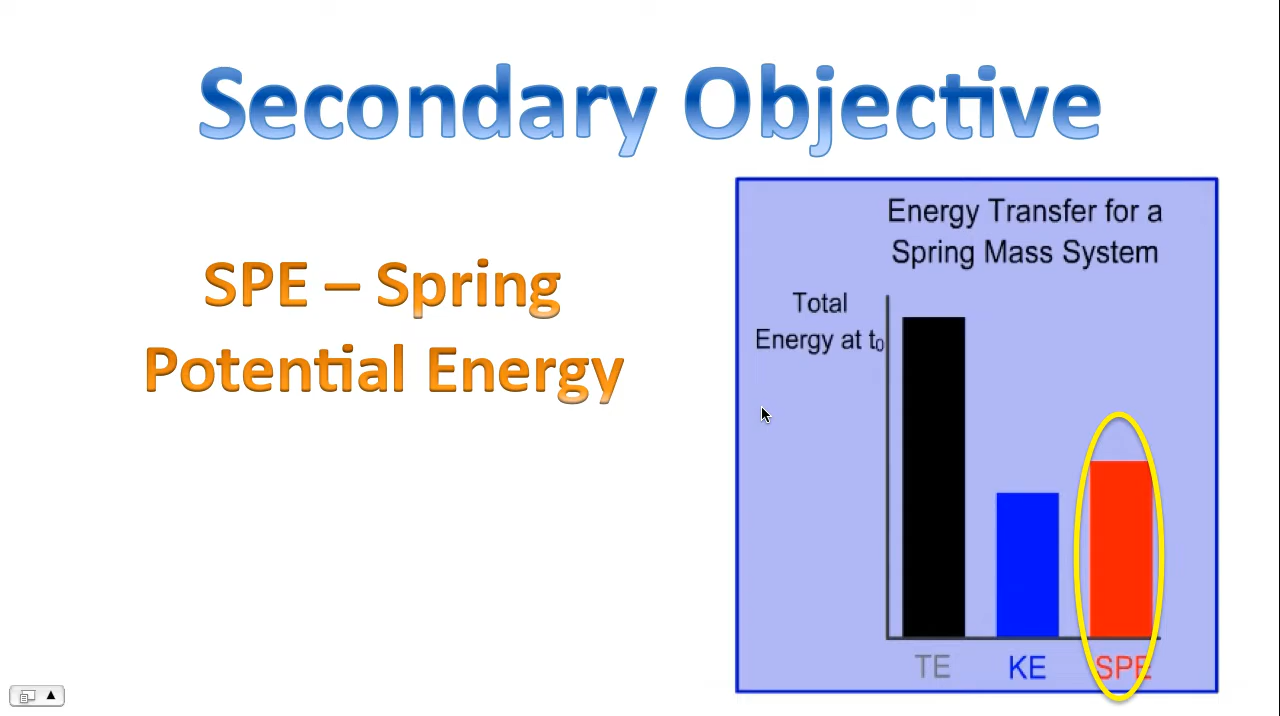 Secondary Objective
SPE – Spring
Potential Energy
Energy Transfer for a
Spring Mass System
Total
Energy at t₀
TE KE SPE